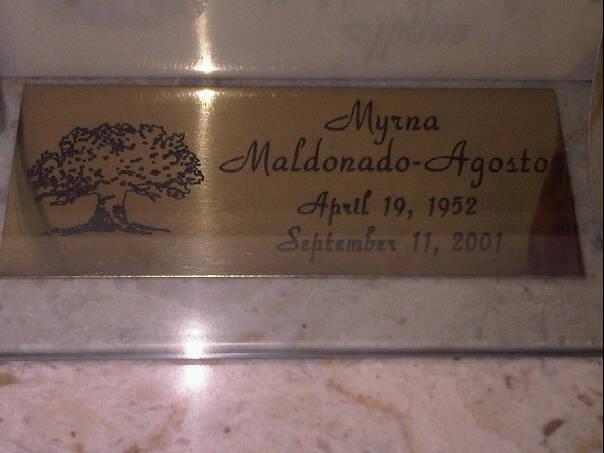 Myrna
Maldonado-Agosto
April 19, 1952
September 11, 2001